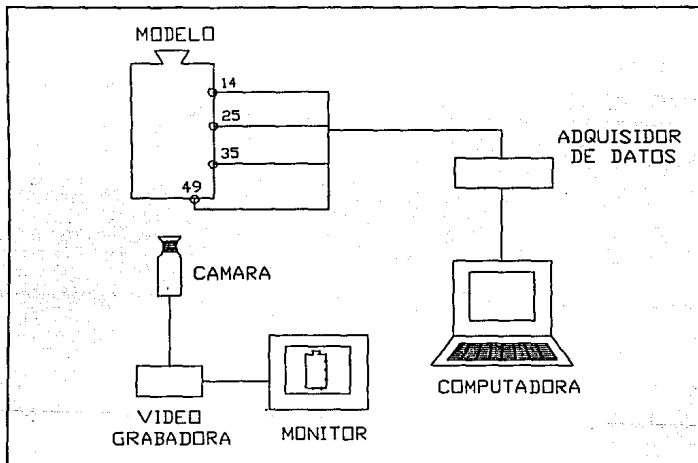 MODELO
14
25
35
49
ADQUISIDOR
DE DATOS
CAMARA
COMPUTADORA
VIDEO
GRABADORA
MONITOR